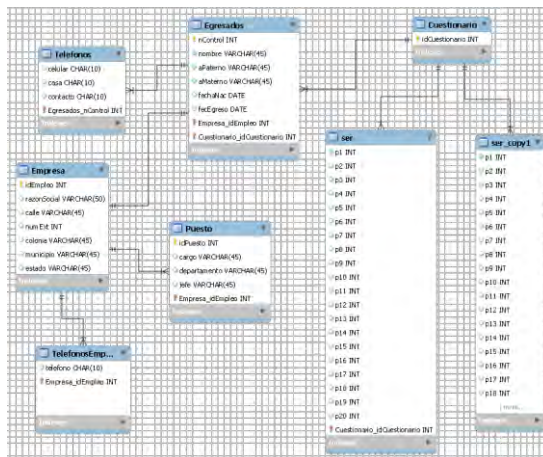 Egresados
nControl INT
nombre VARCHAR(45)
aPaterno VARCHAR(45)
aMaterno VARCHAR(45)
fechaNac DATE
fecEgreso DATE
Empresa_idEmpleo INT
Cuestionario_idCuestionario INT
Cuestionario
idCuestionario INT
Telefonos
celular CHAR(10)
casa CHAR(10)
contacto CHAR(10)
Egresados_nControl INT
Empresa
idEmpleo INT
razonSocial VARCHAR(50)
calle VARCHAR(45)
numExt INT
colonia VARCHAR(45)
municipio VARCHAR(45)
estado VARCHAR(45)
Puesto
idPuesto INT
cargo VARCHAR(45)
departamento VARCHAR(45)
jefe VARCHAR(45)
Empresa_idEmpleo INT
TelefonosEmp...
telefono CHAR(10)
Empresa_idEmpleo INT
ser
p1 INT
p2 INT
p3 INT
p4 INT
p5 INT
p6 INT
p7 INT
p8 INT
p9 INT
p10 INT
p11 INT
p12 INT
p13 INT
p14 INT
p15 INT
p16 INT
p17 INT
p18 INT
p19 INT
p20 INT
Cuestionario_idCuestionario INT
ser_copy1
p1 INT
p2 INT
p3 INT
p4 INT
p5 INT
p6 INT
p7 INT
p8 INT
p9 INT
p10 INT
p11 INT
p12 INT
p13 INT
p14 INT
p15 INT
p16 INT
p17 INT
p18 INT